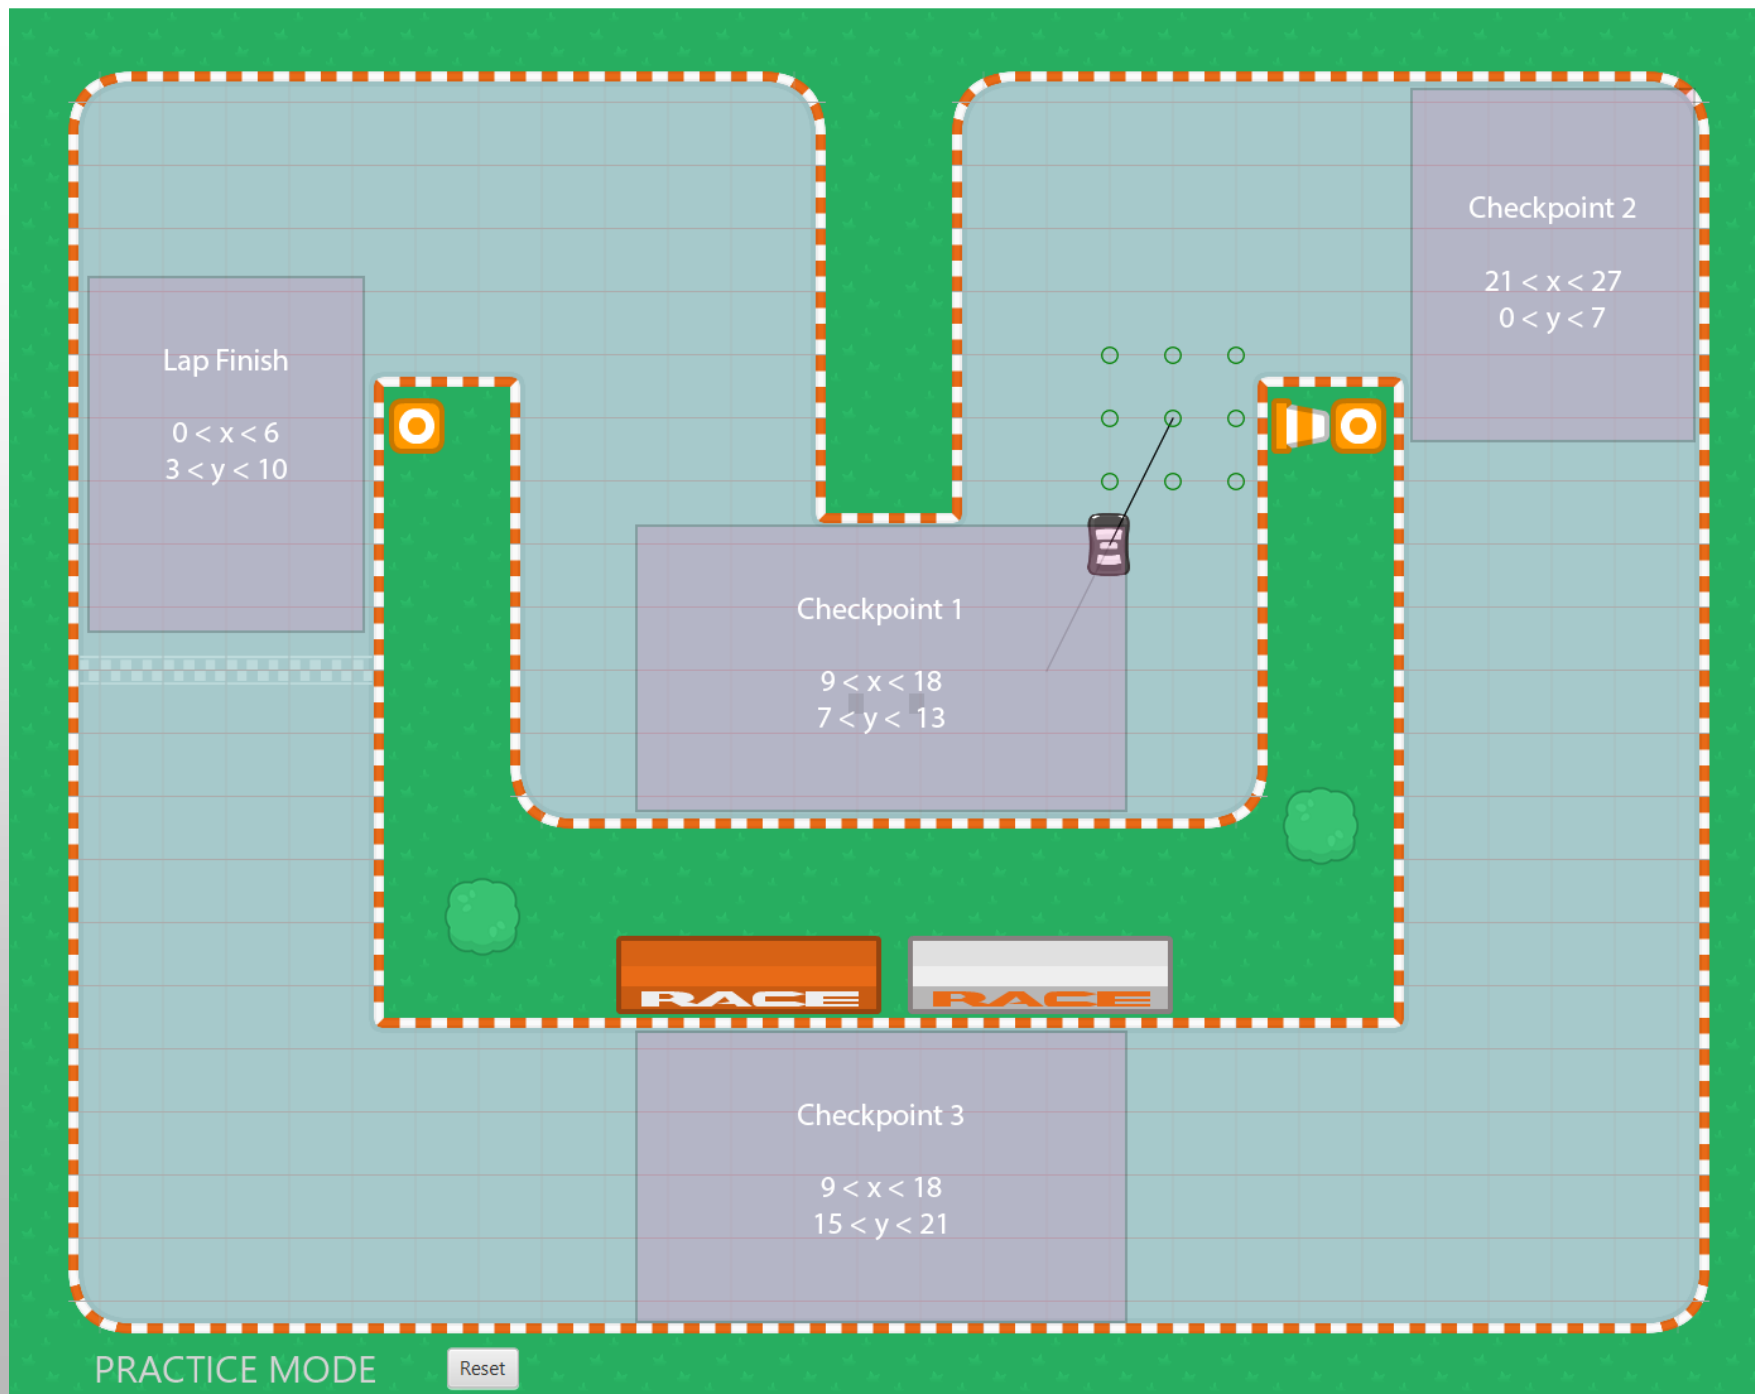 Checkpoint 2
21 < x < 27
0 < y < 7
Lap Finish
0 < x < 6
3 < y < 10
Checkpoint 1
9 < x < 18
7 < y < 13
RACE
RACE
Checkpoint 3
9 < x < 18
15 < y < 21
PRACTICE MODE
Reset